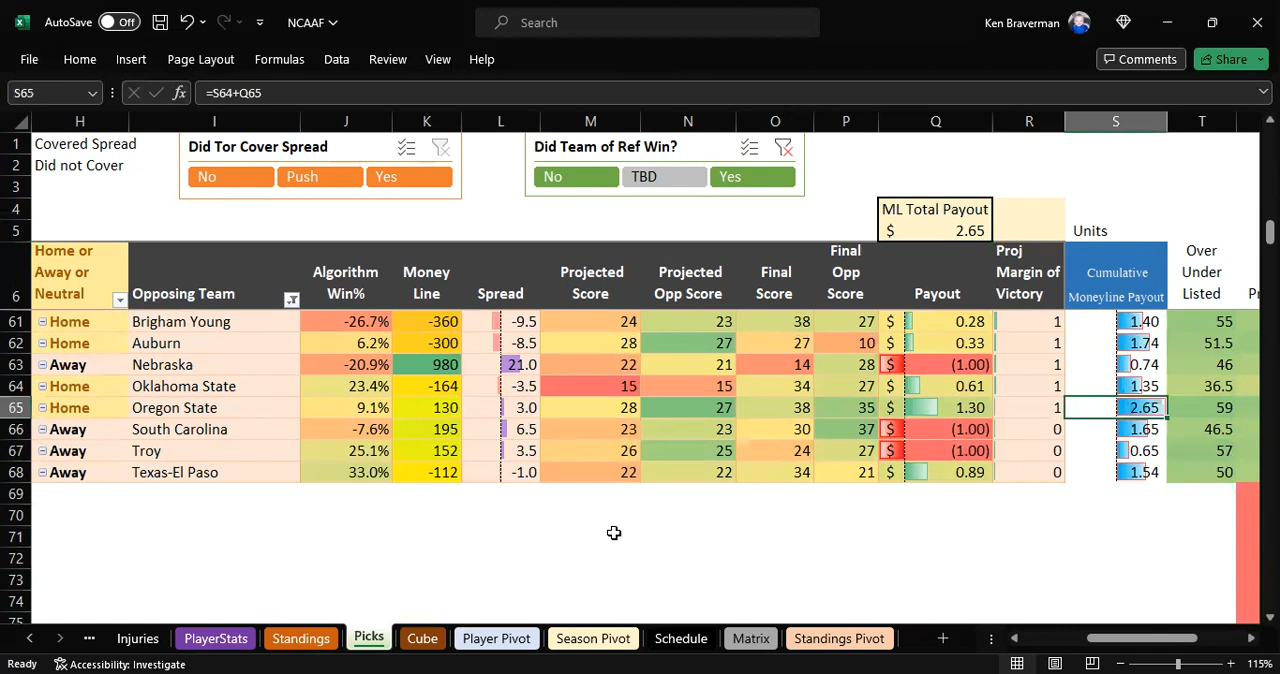 AutoSave Off NCAAF Search Ken Braverman
File Home Insert Page Layout Formulas Data Review View Help Comments Share
S65 fx =S64+Q65
H I J K L M N O P Q R S T
1 Covered Spread Did Tor Cover Spread Did Team of Ref Win?
2 Did not Cover No Push Yes No TBD Yes
3
4 ML Total Payout
5 $ 2.65 Units
6 Home or Away or Neutral Opposing Team Algorithm Win% Money Line Spread Projected Score Projected Opp Score Final Score Final Opp Score Payout Proj Margin of Victory Cumulative Moneyline Payout Over Under Listed
61 Home Brigham Young -26.7% -360 -9.5 24 23 38 27 $ 0.28 1 1.40 55
62 Home Auburn 6.2% -300 -8.5 28 27 27 10 $ 0.33 1 1.74 51.5
63 Away Nebraska -20.9% 980 21.0 22 21 14 28 $ (1.00) 1 0.74 46
64 Home Oklahoma State 23.4% -164 -3.5 15 15 34 27 $ 0.61 1 1.35 36.5
65 Home Oregon State 9.1% 130 3.0 28 27 38 35 $ 1.30 1 2.65 59
66 Away South Carolina -7.6% 195 6.5 23 23 30 37 $ (1.00) 0 1.65 46.5
67 Away Troy 25.1% 152 3.5 26 25 24 27 $ (1.00) 0 0.65 57
68 Away Texas-El Paso 33.0% -112 -1.0 22 22 34 21 $ 0.89 0 1.54 50
69
70
71
72
73
74
Injuries PlayerStats Standings Picks Cube Player Pivot Season Pivot Schedule Matrix Standings Pivot
Ready Accessibility: Investigate 115%